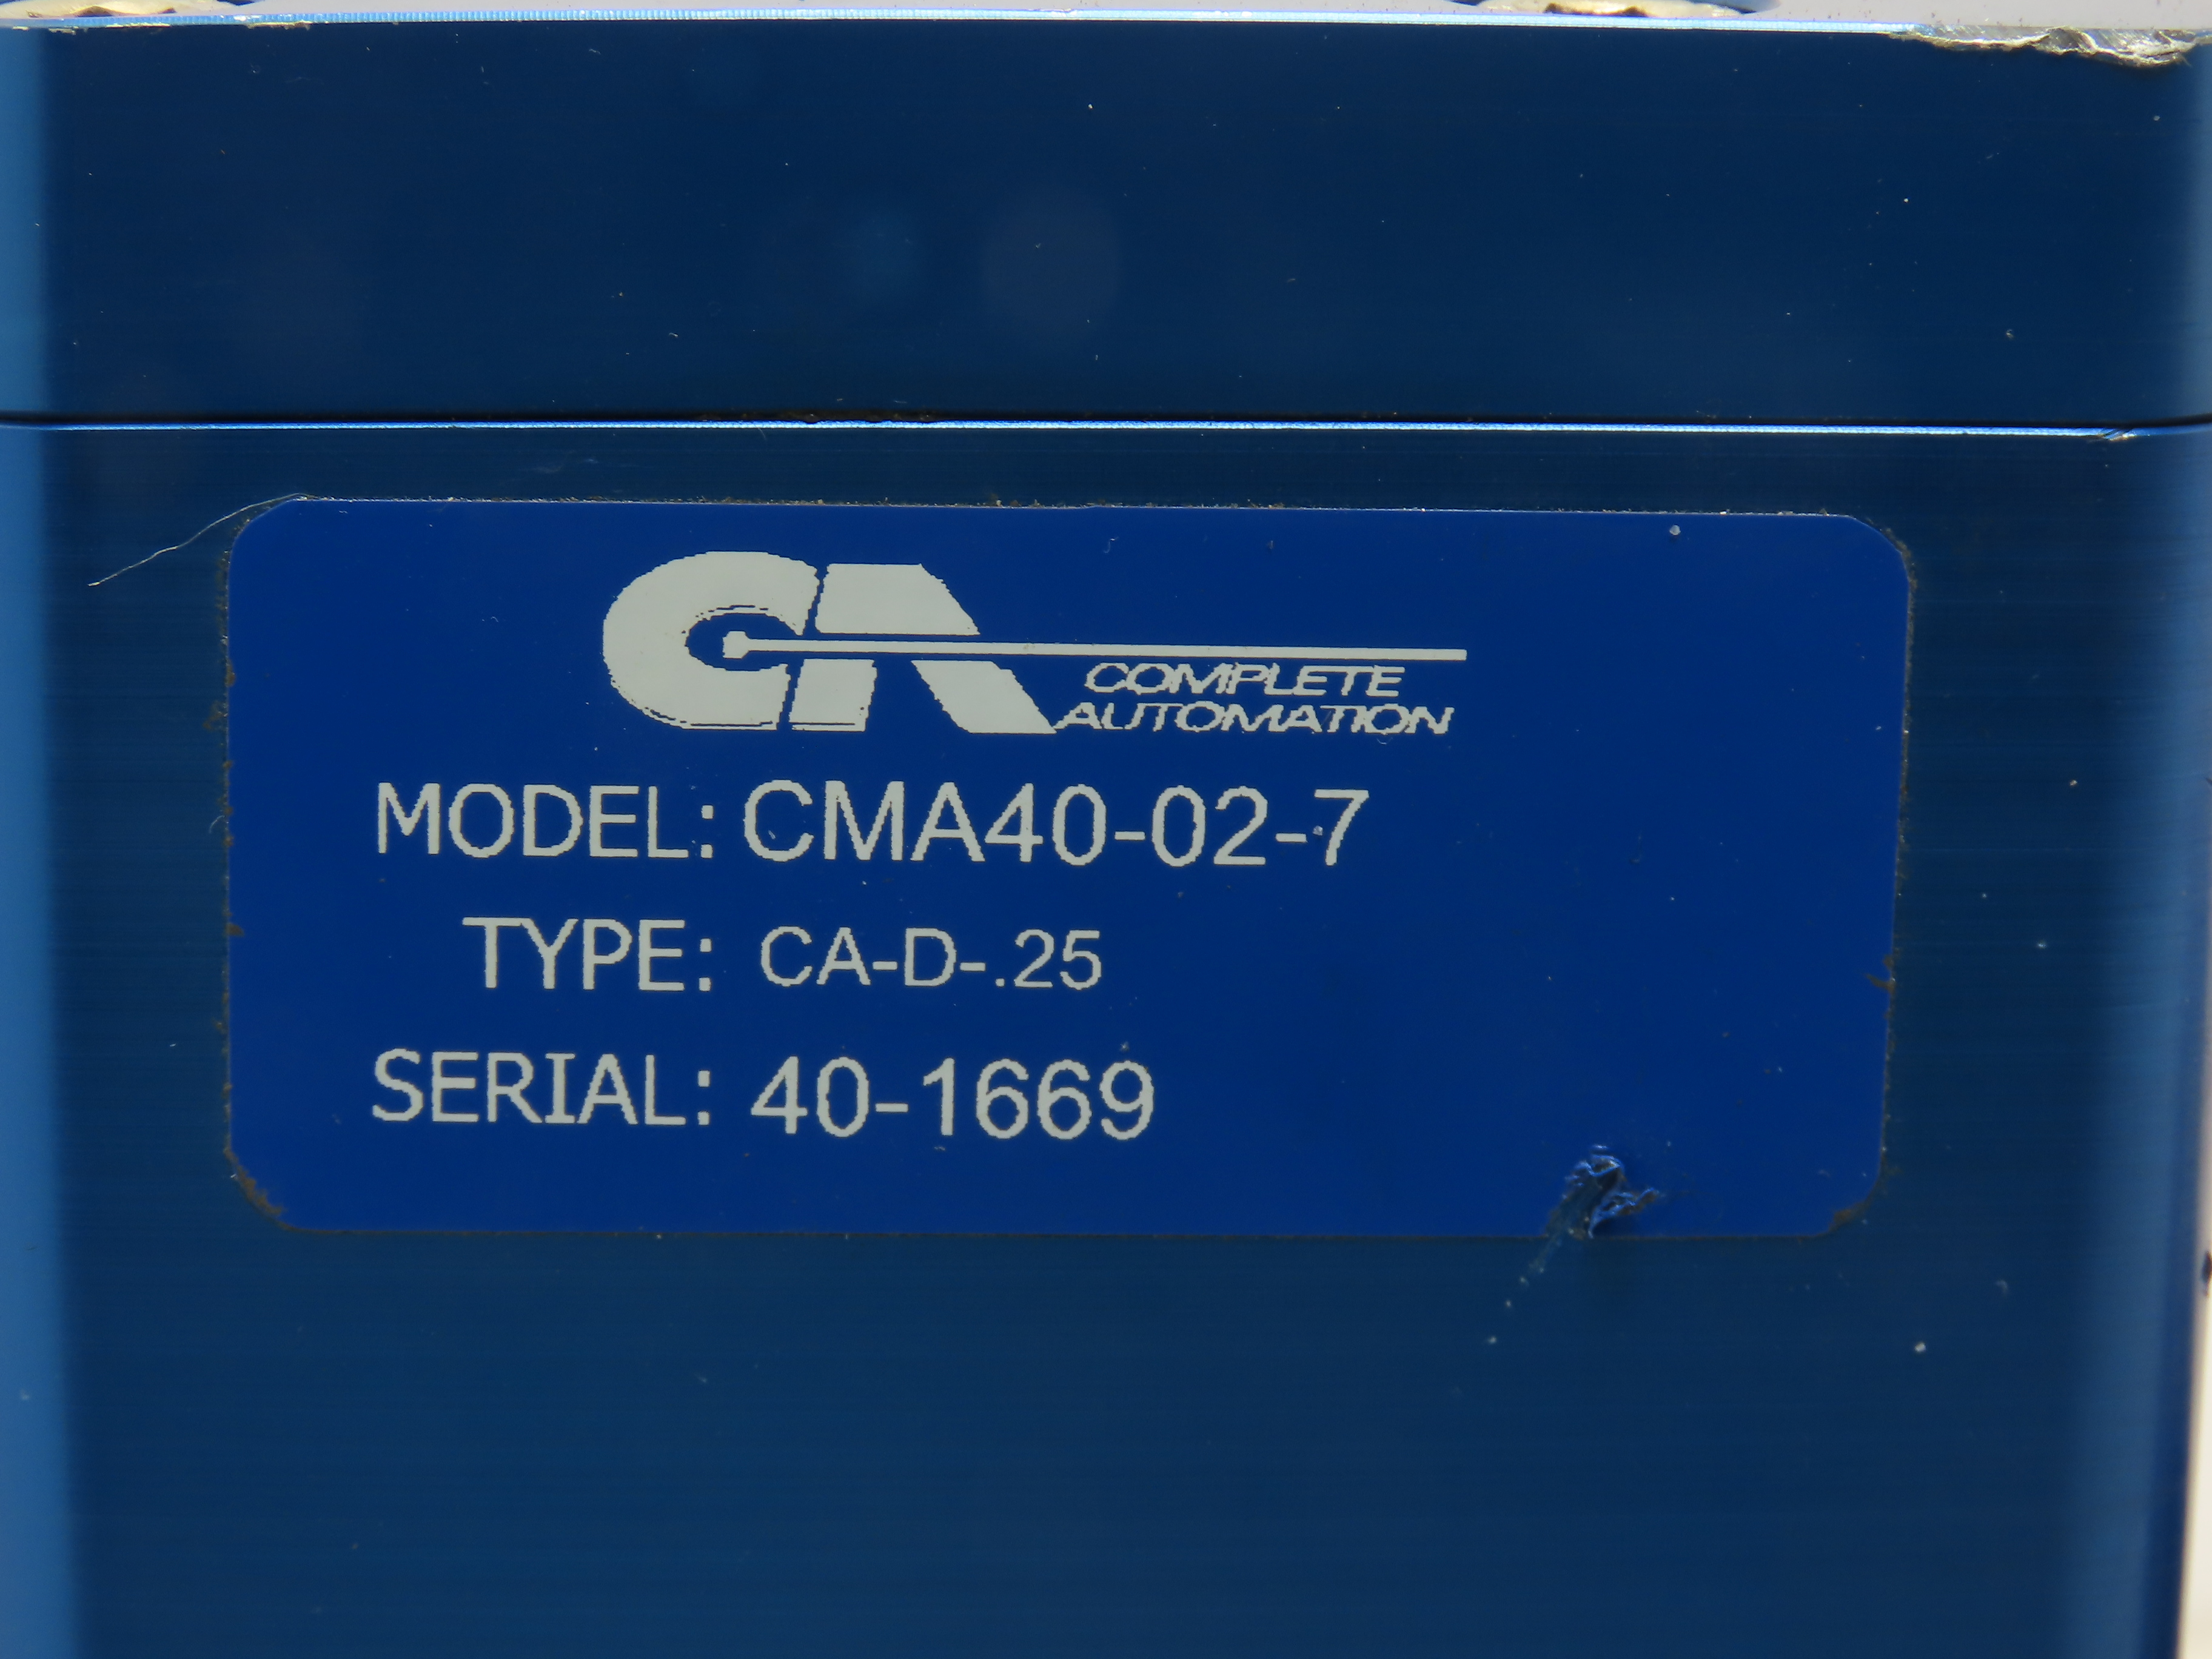 CA
COMPLETE
AUTOMATION
MODEL: CMA40-02-7
TYPE: CA-D-.25
SERIAL: 40-1669